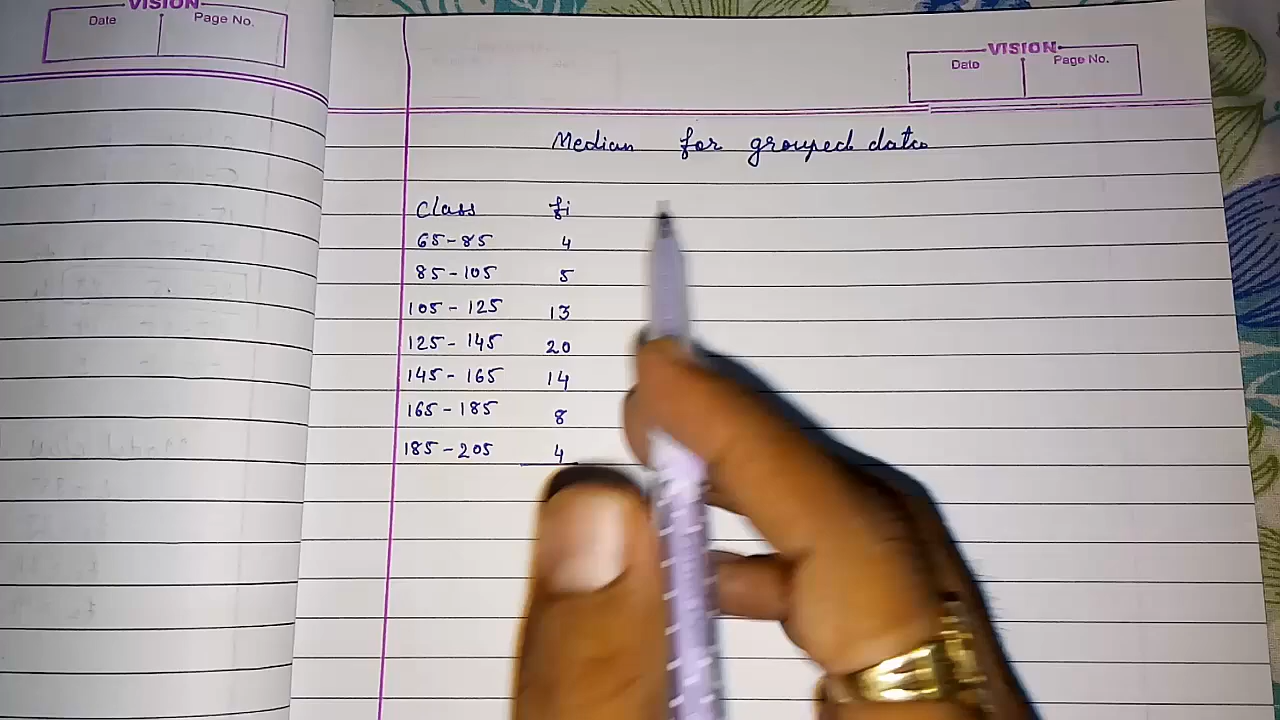 VISION
Date Page No.
VISION
Date Page No.
Median for grouped data
Class fi
65-85 4
85-105 5
105-125 13
125-145 20
145-165 14
165-185 8
185-205 4